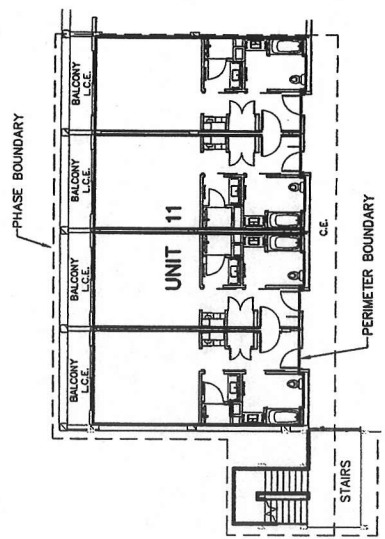 PHASE BOUNDARY
BALCONY
L.C.E.
BALCONY
L.C.E.
BALCONY
L.C.E.
BALCONY
L.C.E.
UNIT 11
C.E.
PERIMETER BOUNDARY
STAIRS